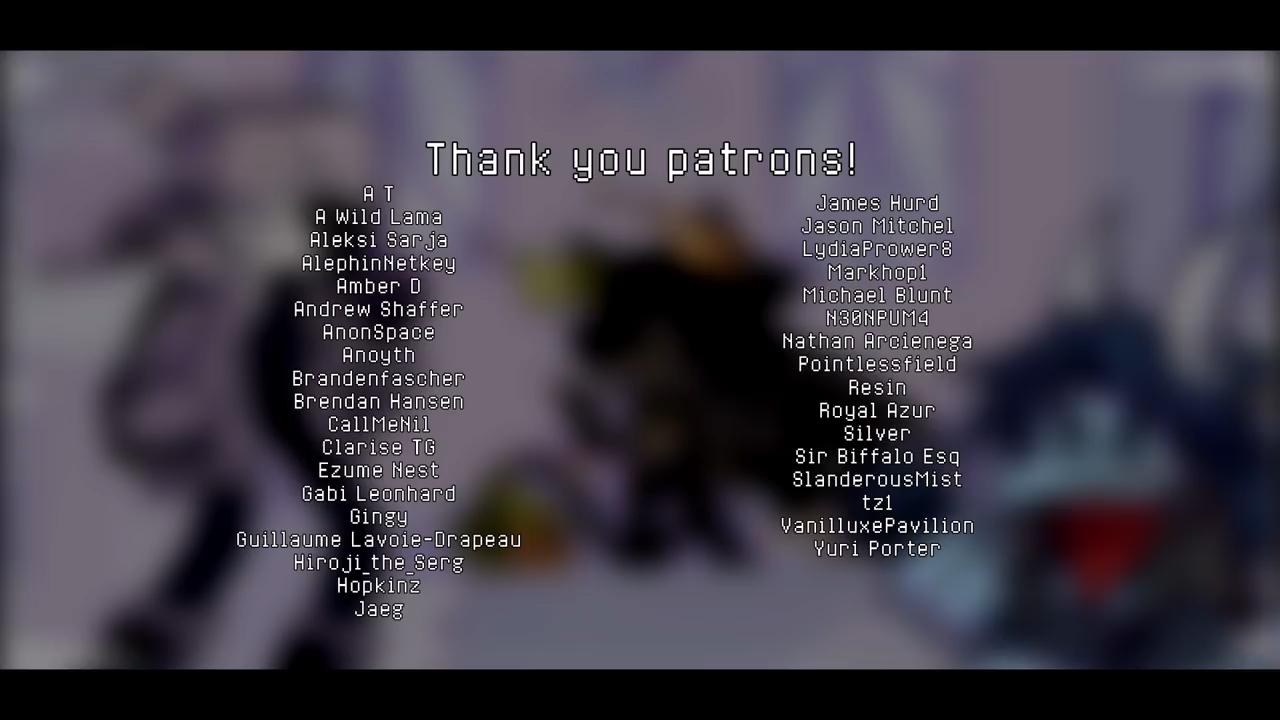 Thank you patrons!
A T
A Wild Lama
Aleksi Sarja
AlephinNetkey
Amber D
Andrew Shaffer
AnonSpace
Anoyth
Brandenfascher
Brendan Hansen
CallMeNil
Clarise TG
Ezume Nest
Gabi Leonhard
Gingy
Guillaume Lavoie-Drapeau
Hiroji_the_Serg
Hopkinz
Jaeg
James Hurd
Jason Mitchel
LydiaPrower8
Markhop1
Michael Blunt
N30NPUM4
Nathan Arcienega
Pointlessfield
Resin
Royal Azur
Silver
Sir Biffalo Esq
SlanderousMist
tz1
VanilluxePavilion
Yuri Porter